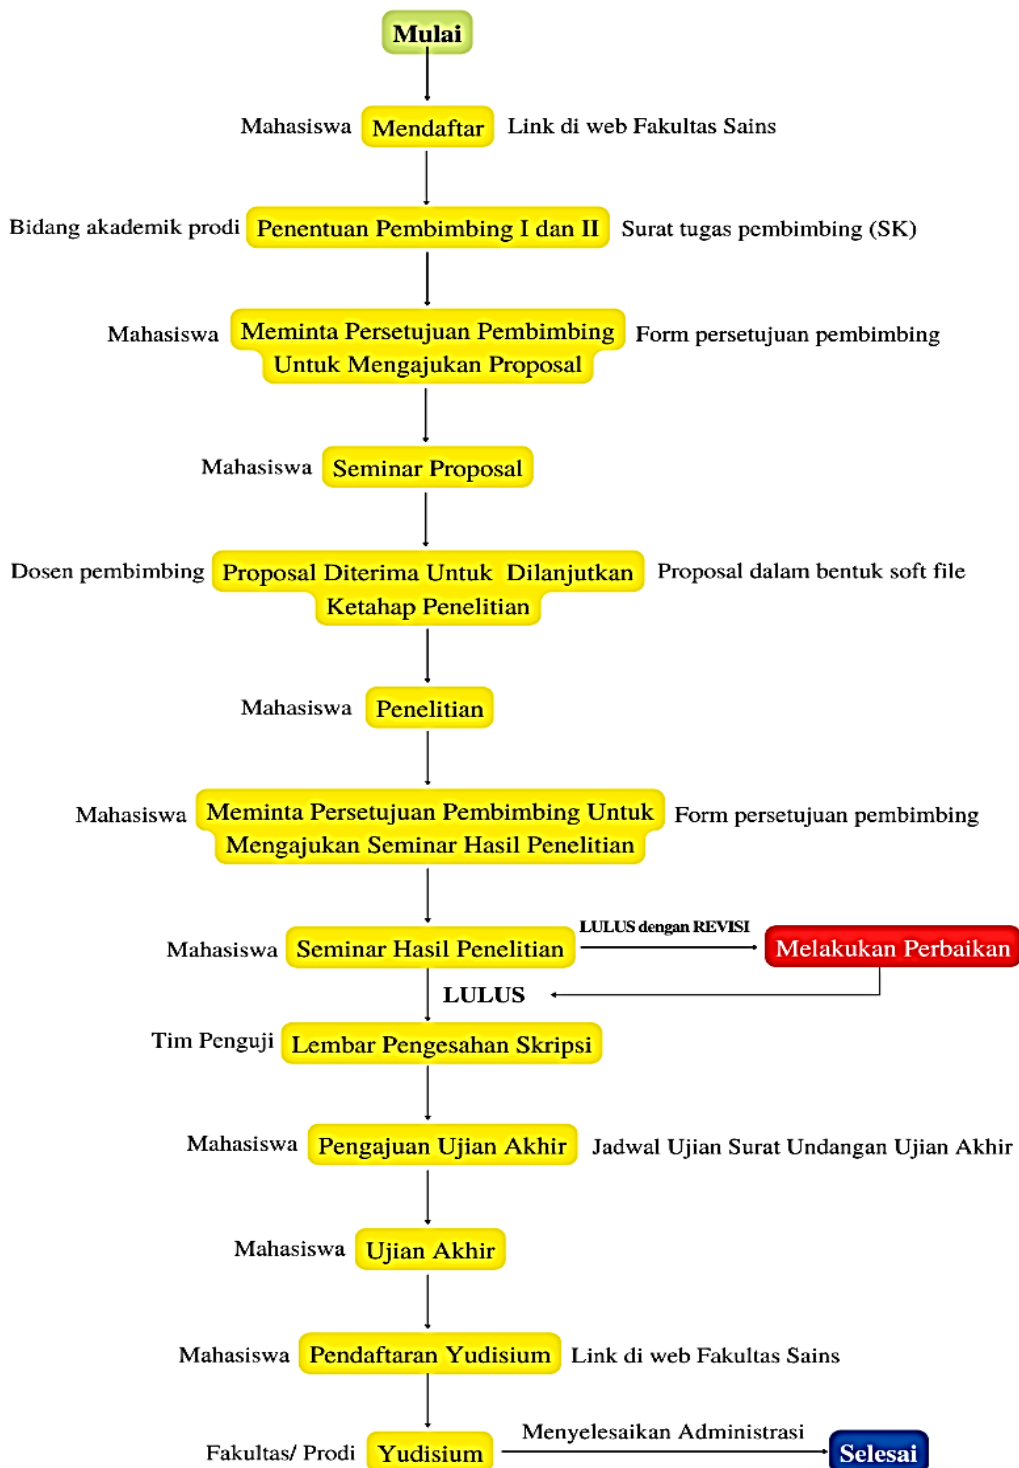 Mulai
Mahasiswa Mendaftar Link di web Fakultas Sains
Bidang akademik prodi Penentuan Pembimbing I dan II Surat tugas pembimbing (SK)
Mahasiswa Meminta Persetujuan Pembimbing Form persetujuan pembimbing
Untuk Mengajukan Proposal
Mahasiswa Seminar Proposal
Dosen pembimbing Proposal Diterima Untuk Dilanjutkan Proposal dalam bentuk soft file
Ketahap Penelitian
Mahasiswa Penelitian
Mahasiswa Meminta Persetujuan Pembimbing Untuk Form persetujuan pembimbing
Mengajukan Seminar Hasil Penelitian
Mahasiswa Seminar Hasil Penelitian LULUS dengan REVISI Melakukan Perbaikan
LULUS
Tim Penguji Lembar Pengesahan Skripsi
Mahasiswa Pengajuan Ujian Akhir Jadwal Ujian Surat Undangan Ujian Akhir
Mahasiswa Ujian Akhir
Mahasiswa Pendaftaran Yudisium Link di web Fakultas Sains
Fakultas/ Prodi Yudisium Menyelesaikan Administrasi Selesai